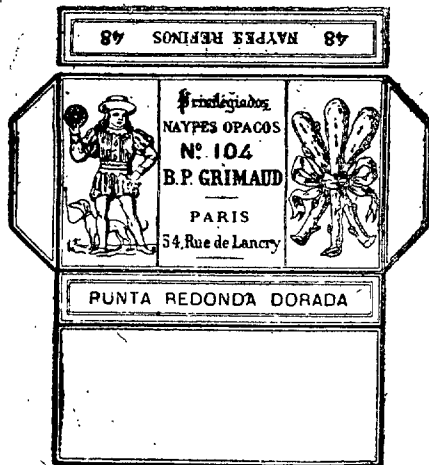 48 NAYPES REFINOS 48
Privilegiados
NAYPES OPACOS
Nº. 104
B.P. GRIMAUD
PARIS
54, Rue de Lancry
PUNTA REDONDA DORADA